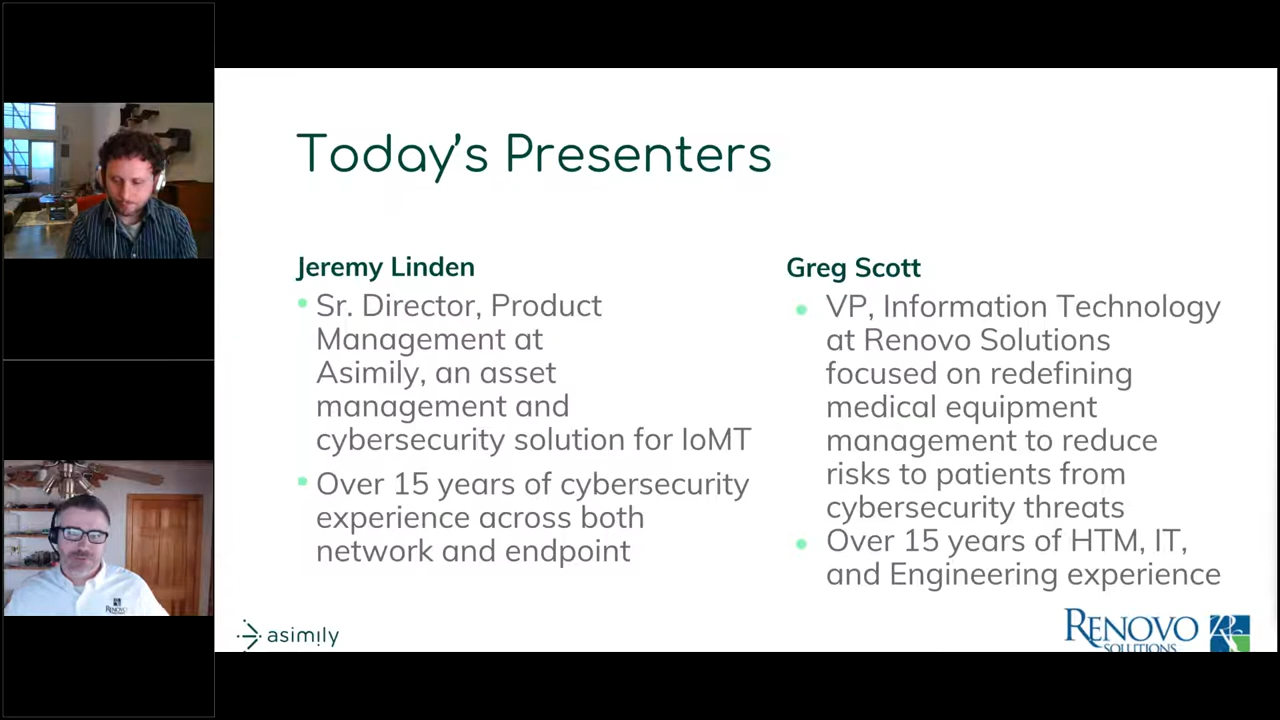 Today's Presenters
Jeremy Linden
Sr. Director, Product
Management at
Asimily, an asset
management and
cybersecurity solution for IoMT
Over 15 years of cybersecurity
experience across both
network and endpoint
Greg Scott
VP, Information Technology
at Renovo Solutions
focused on redefining
medical equipment
management to reduce
risks to patients from
cybersecurity threats
Over 15 years of HTM, IT,
and Engineering experience
asimily
RENOVO
SOLUTIONS
RENOVO